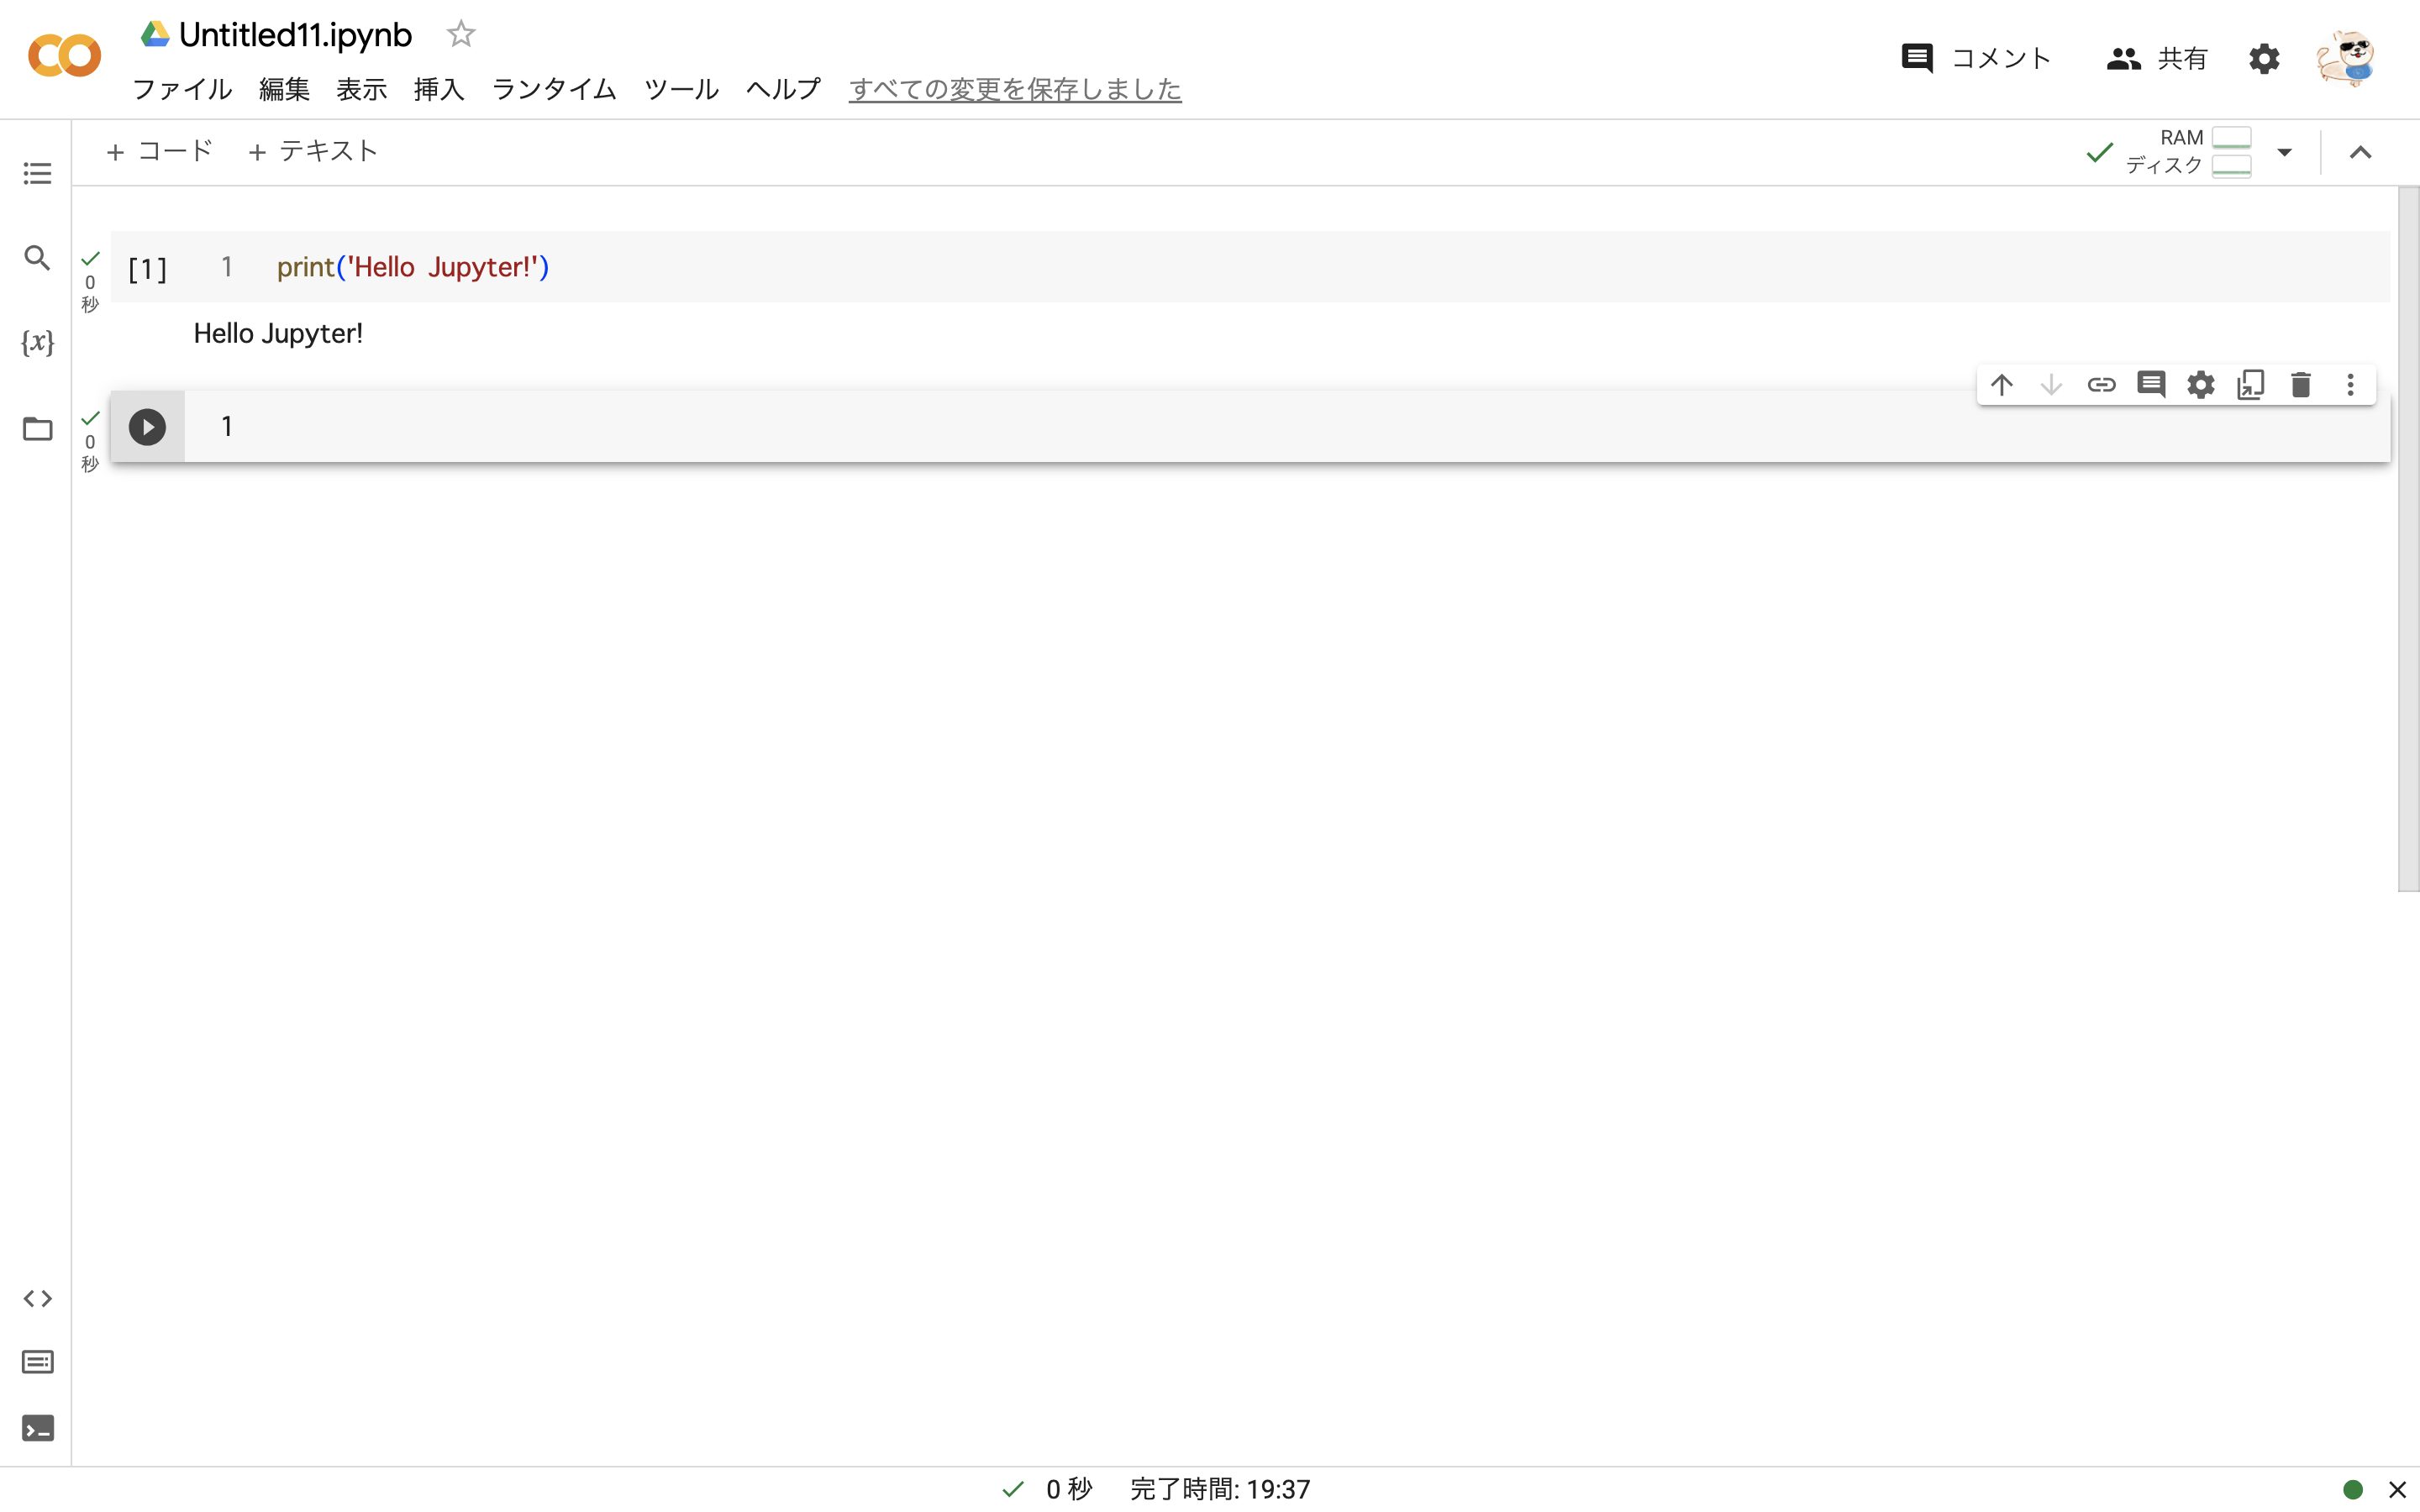 Untitled11.ipynb
ファイル 編集 表示 挿入 ランタイム ツール ヘルプ すべての変更を保存しました
コメント 共有
+ コード + テキスト
RAM
ディスク
[1] 1 print('Hello Jupyter!')
0
秒
Hello Jupyter!
1
0
秒
{x}
0 秒 完了時間: 19:37